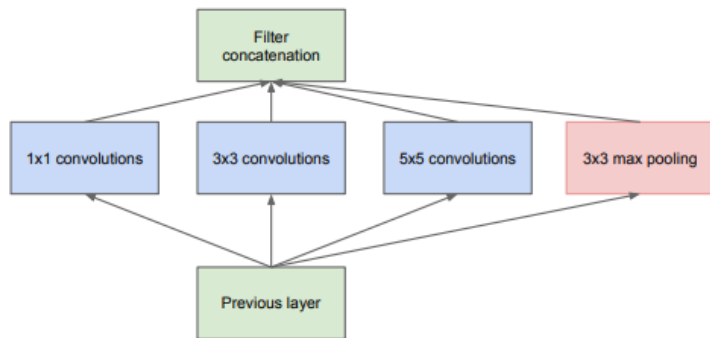 Filter
concatenation
1x1 convolutions
3x3 convolutions
5x5 convolutions
3x3 max pooling
Previous layer